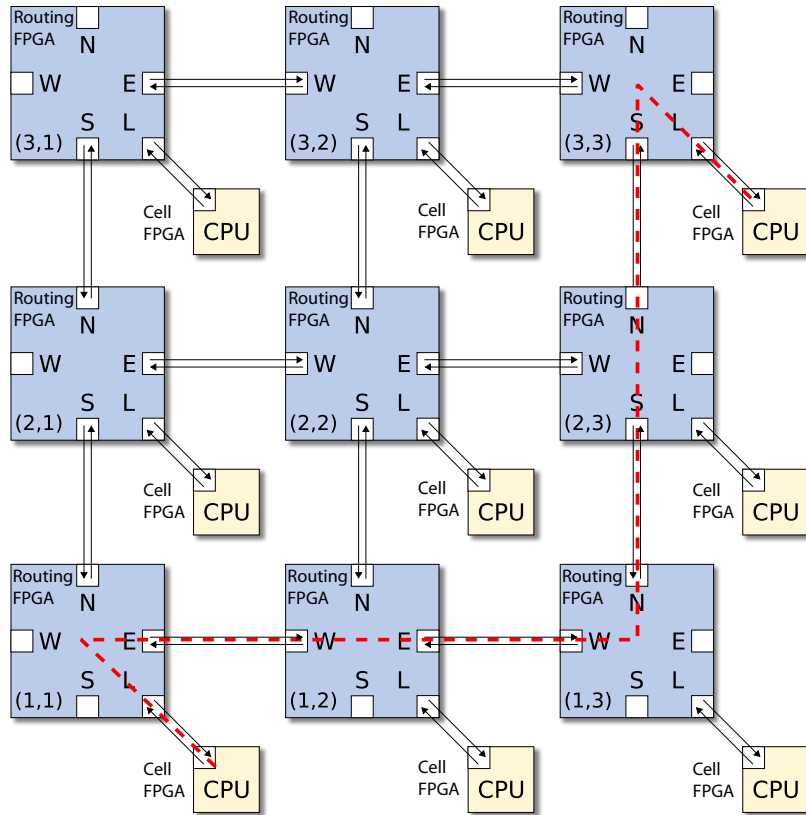 Routing
FPGA
N
W E
S L
(3,1)
Cell
FPGA
CPU
Routing
FPGA
N
W E
S L
(3,2)
Cell
FPGA
CPU
Routing
FPGA
N
W E
S L
(3,3)
Cell
FPGA
CPU
Routing
FPGA
N
W E
S L
(2,1)
Cell
FPGA
CPU
Routing
FPGA
N
W E
S L
(2,2)
Cell
FPGA
CPU
Routing
FPGA
N
W E
S L
(2,3)
Cell
FPGA
CPU
Routing
FPGA
N
W E
S L
(1,1)
Cell
FPGA
CPU
Routing
FPGA
N
W E
S L
(1,2)
Cell
FPGA
CPU
Routing
FPGA
N
W E
S L
(1,3)
Cell
FPGA
CPU